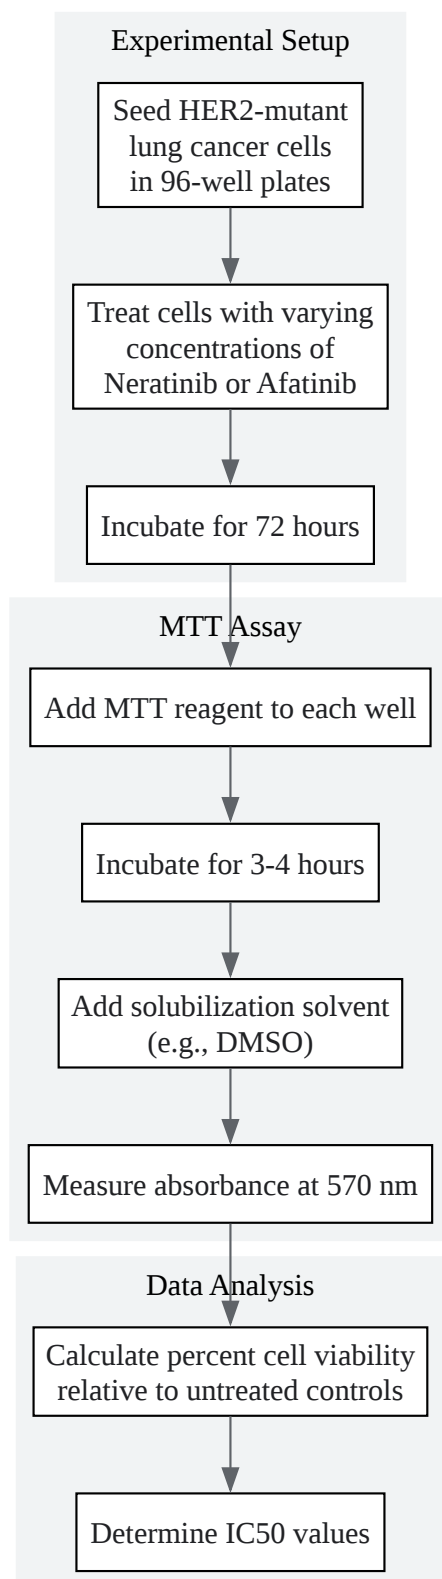 Experimental Setup
Seed HER2-mutant
lung cancer cells
in 96-well plates
Treat cells with varying
concentrations of
Neratinib or Afatinib
Incubate for 72 hours
MTT Assay
Add MTT reagent to each well
Incubate for 3-4 hours
Add solubilization solvent
(e.g., DMSO)
Measure absorbance at 570 nm
Data Analysis
Calculate percent cell viability
relative to untreated controls
Determine IC50 values